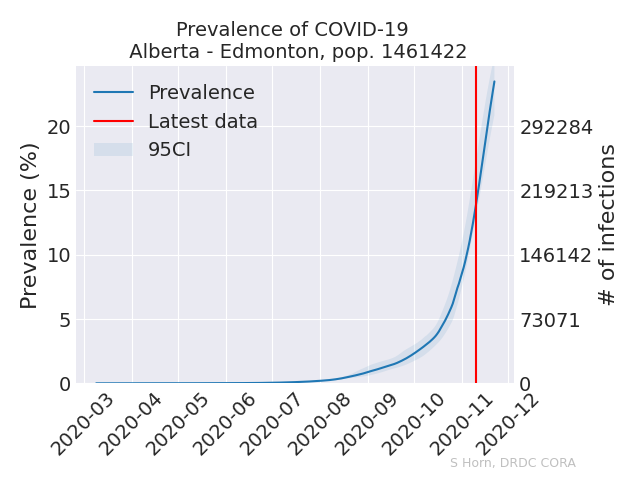 Prevalence of COVID-19
Alberta - Edmonton, pop. 1461422
Prevalence
Latest data
95CI
Prevalence (%)
20
15
10
5
0
292284
219213
146142
73071
0
# of infections
2020-03
2020-04
2020-05
2020-06
2020-07
2020-08
2020-09
2020-10
2020-11
2020-12
S Horn, DRDC CORA